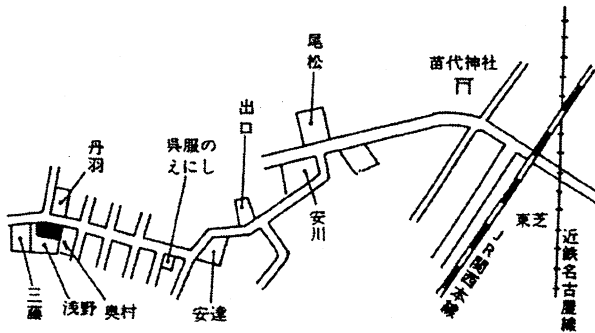 尾松
苗代神社
出口
呉服の
えにし
丹羽
安川
東芝
近鉄名古屋線
JR関西本線
三藤
浅野
奥村
安達